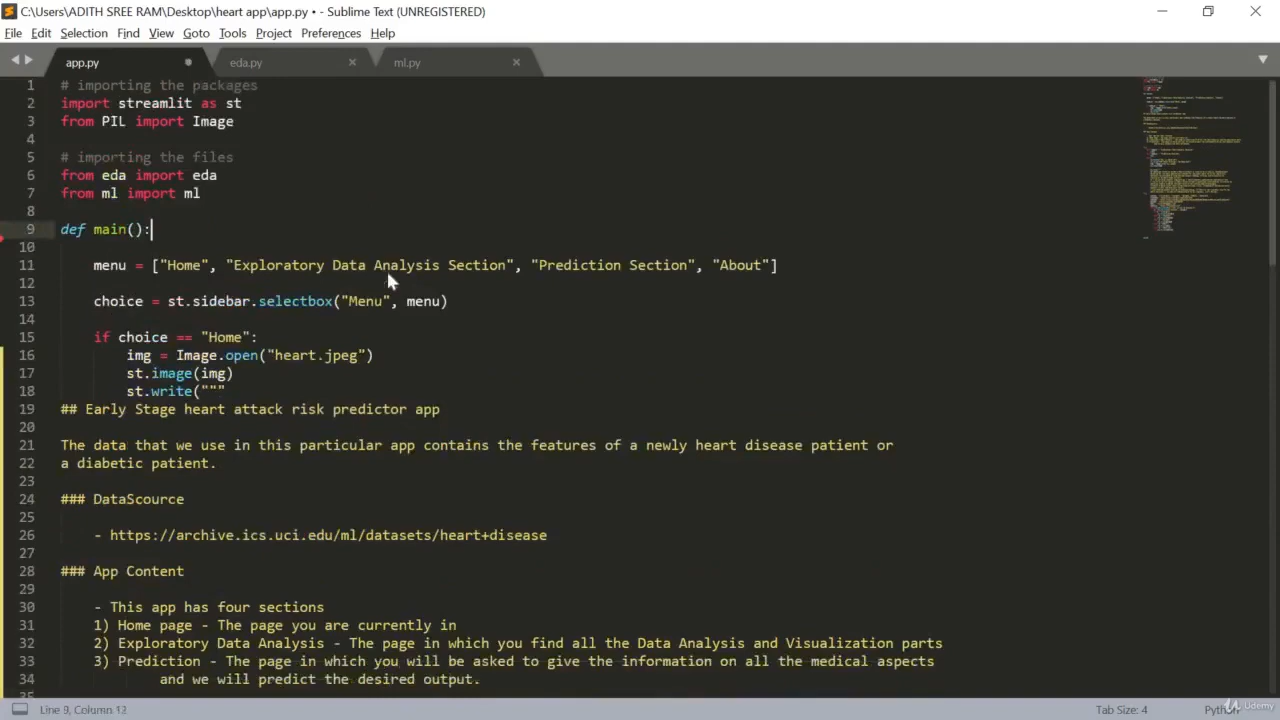 C:\Users\ADITH SREE RAM\Desktop\heart app\app.py • - Sublime Text (UNREGISTERED)
File Edit Selection Find View Goto Tools Project Preferences Help
app.py eda.py ml.py
1 # importing the packages
2 import streamlit as st
3 from PIL import Image
4
5 # importing the files
6 from eda import eda
7 from ml import ml
8
9 def main():
10
11 menu = ["Home", "Exploratory Data Analysis Section", "Prediction Section", "About"]
12
13 choice = st.sidebar.selectbox("Menu", menu)
14
15 if choice == "Home":
16 img = Image.open("heart.jpeg")
17 st.image(img)
18 st.write("""
19 ## Early Stage heart attack risk predictor app
20
21 The data that we use in this particular app contains the features of a newly heart disease patient or
22 a diabetic patient.
23
24 ### DataScource
25
26 - https://archive.ics.uci.edu/ml/datasets/heart+disease
27
28 ### App Content
29
30 - This app has four sections
31 1) Home page - The page you are currently in
32 2) Exploratory Data Analysis - The page in which you find all the Data Analysis and Visualization parts
33 3) Prediction - The page in which you will be asked to give the information on all the medical aspects
34 and we will predict the desired output.
35
Line 9, Column 12 Tab Size: 4 Python
Udemy